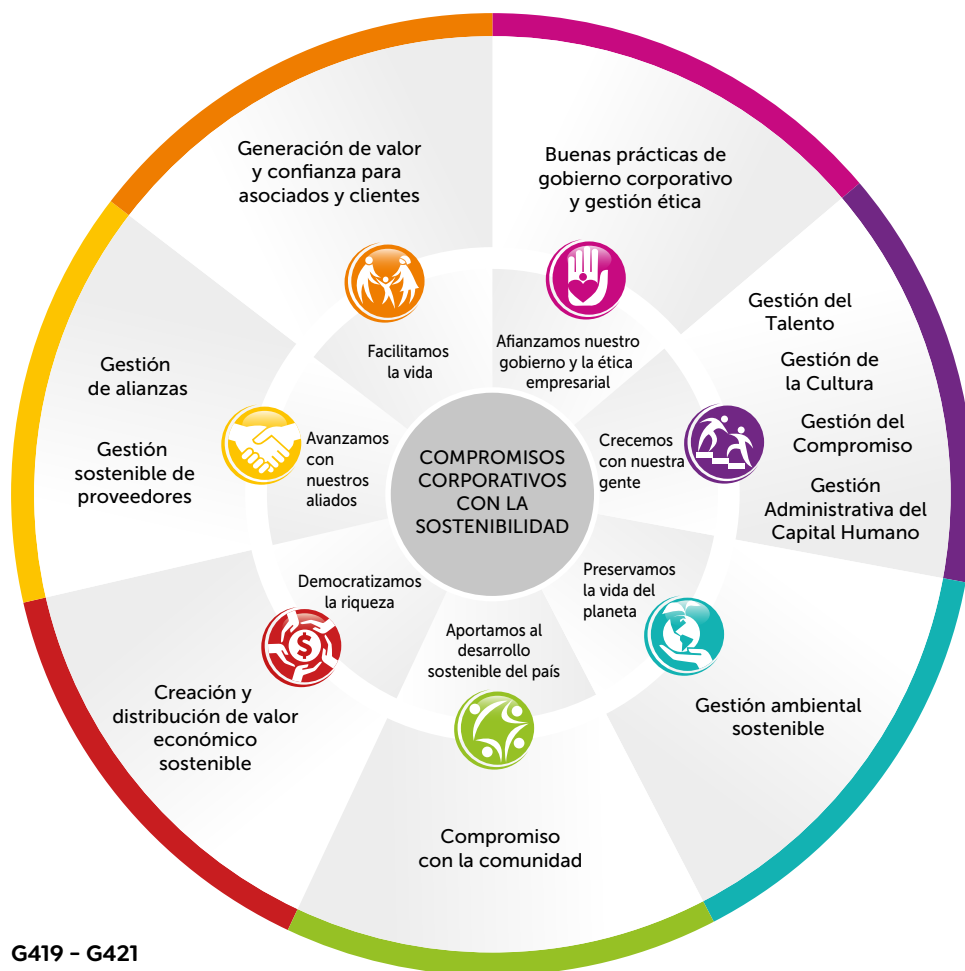 Generación de valor
y confianza para
asociados y clientes
Buenas prácticas de
gobierno corporativo
y gestión ética
Gestión del
Talento
Gestión de
la Cultura
Gestión del
Compromiso
Gestión
Administrativa del
Capital Humano
Gestión
de alianzas
Gestión
sostenible de
proveedores
Facilitamos
la vida
Afianzamos nuestro
gobierno y la ética
empresarial
Avanzamos
con
nuestros
aliados
Crecemos
con nuestra
gente
COMPROMISOS
CORPORATIVOS
CON LA
SOSTENIBILIDAD
Democratizamos
la riqueza
$
Aportamos al
desarrollo
sostenible del país
Preservamos
la vida del
planeta
Creación y
distribución de valor
económico
sostenible
Compromiso
con la comunidad
Gestión ambiental
sostenible
G419 – G421